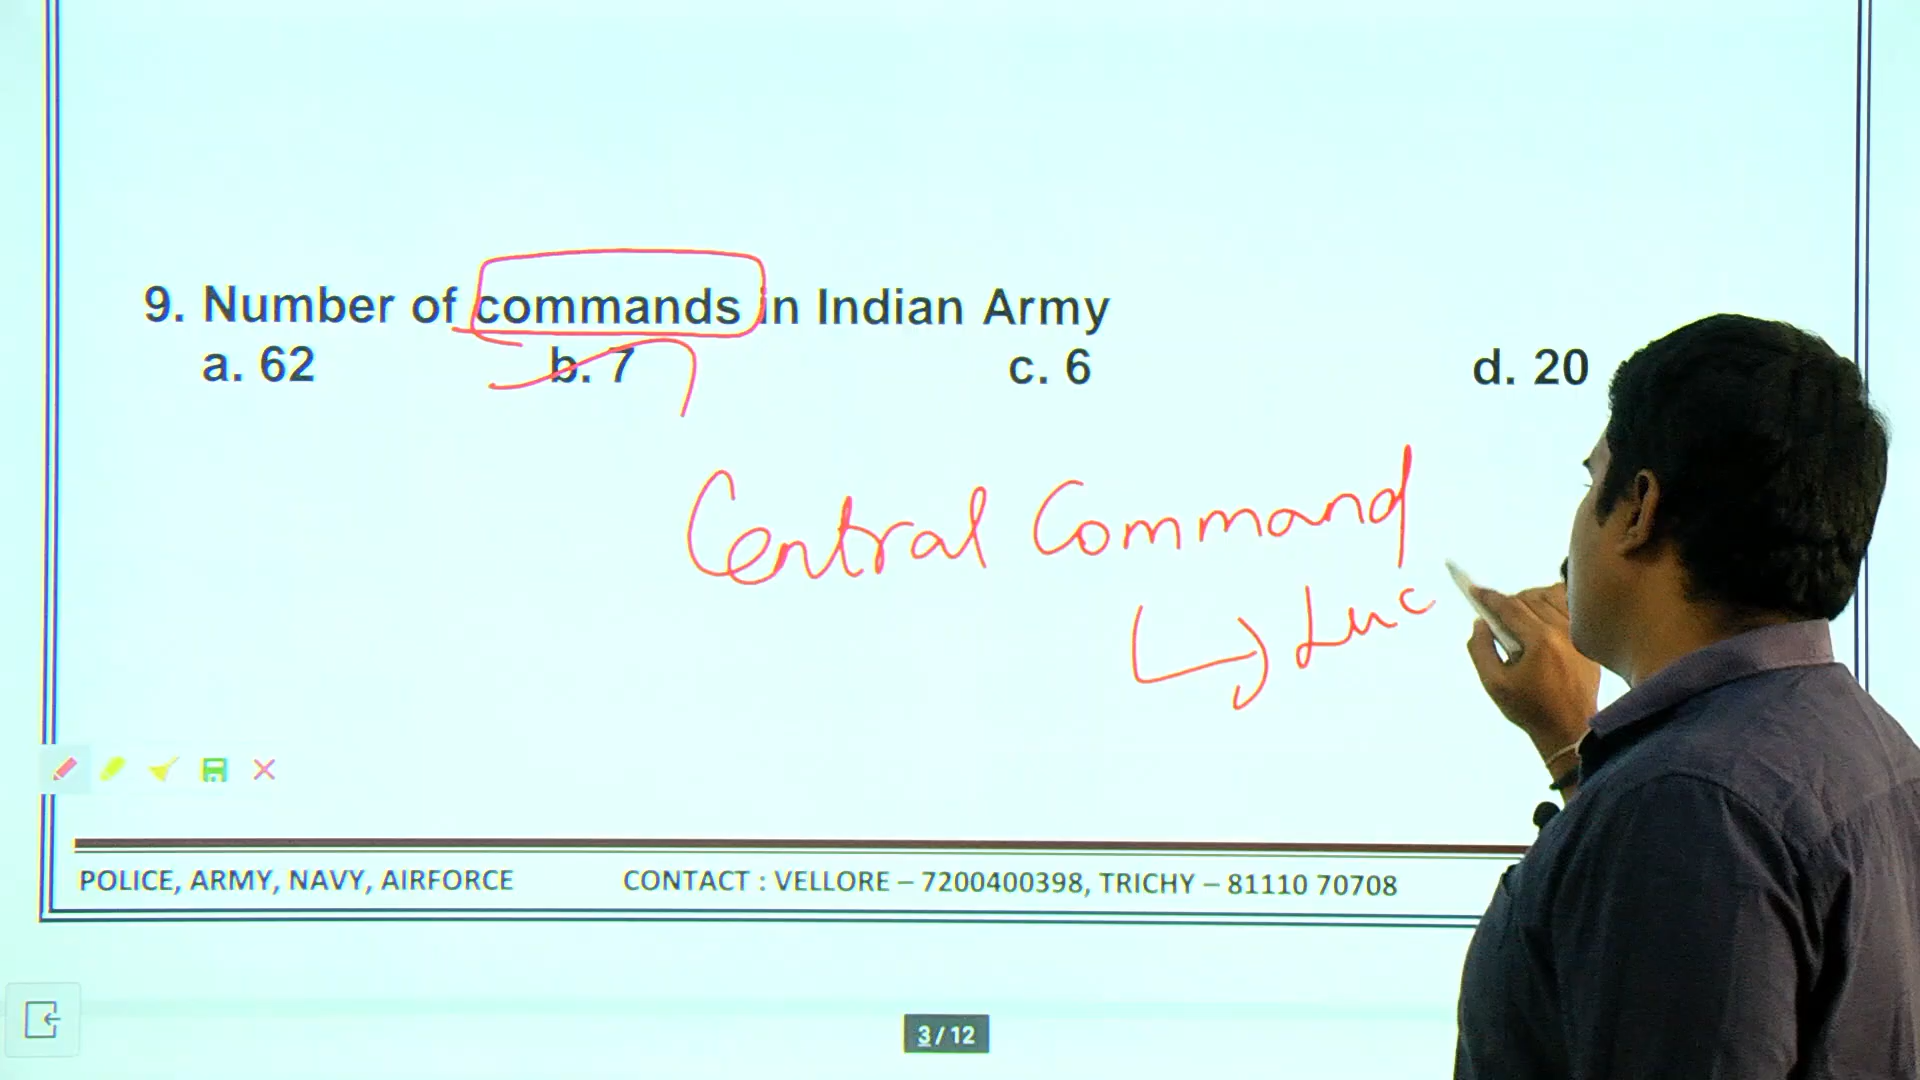 9. Number of commands in Indian Army
a. 62 b. 7 c. 6 d. 20
Central Command
Luc
POLICE, ARMY, NAVY, AIRFORCE CONTACT : VELLORE – 7200400398, TRICHY – 81110 70708
3 / 12